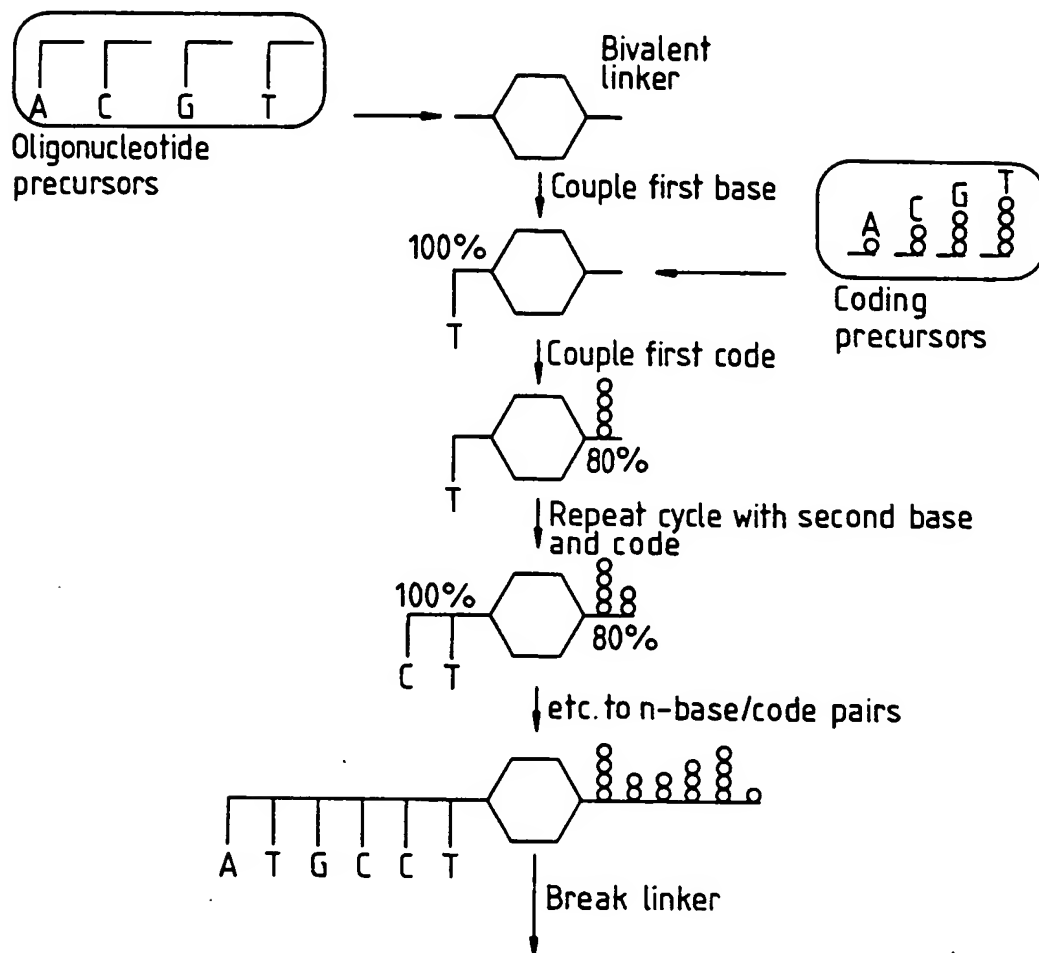 A C G T
Oligonucleotide
precursors
Bivalent
linker
Couple first base
A C G T
Coding
precursors
100%
T
Couple first code
T
80%
Repeat cycle with second base
and code
100%
80%
C T
etc. to n-base/code pairs
A T G C C T
Break linker